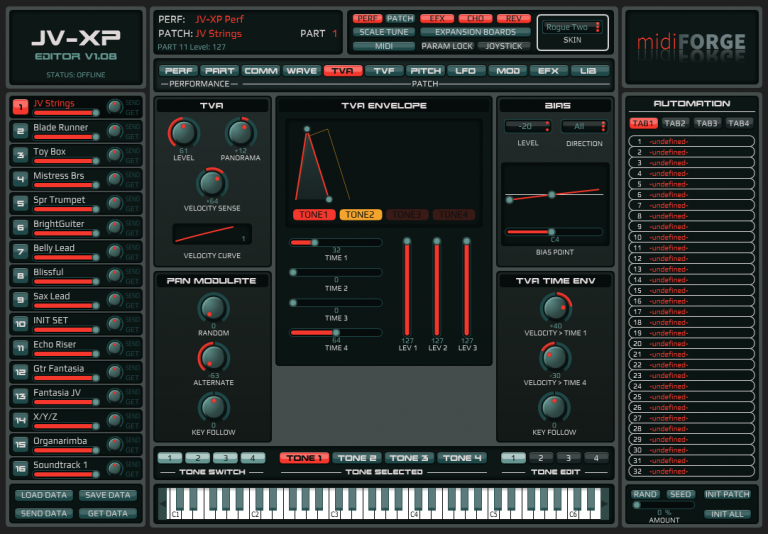 JV-XP
EDITOR V1.08
STATUS: OFFLINE
PERF: JV-XP Perf
PATCH: JV Strings PART 1
PART 11 Level: 127
PERF PATCH EFX CHO REV
SCALE TUNE EXPANSION BOARDS
MIDI PARAM LOCK JOYSTICK
Rogue Two
SKIN
midiFORGE
PERF PART COMM WAVE TVA TVF PITCH LFO MOD EFX LIB
PERFORMANCE PATCH
1 JV Strings SEND GET
2 Blade Runner SEND GET
3 Toy Box SEND GET
4 Mistress Brs SEND GET
5 Spr Trumpet SEND GET
6 BrightGuiter SEND GET
7 Belly Lead SEND GET
8 Blissful SEND GET
9 Sax Lead SEND GET
10 INIT SET SEND GET
11 Echo Riser SEND GET
12 Gtr Fantasia SEND GET
13 Fantasia JV SEND GET
14 X/Y/Z SEND GET
15 Organarimba SEND GET
16 Soundtrack 1 SEND GET
LOAD DATA SAVE DATA
SEND DATA GET DATA
TVA
61 +12
LEVEL PANORAMA
+64
VELOCITY SENSE
1
VELOCITY CURVE
PAN MODULATE
0
RANDOM
-63
ALTERNATE
0
KEY FOLLOW
TVA ENVELOPE
TONE1 TONE2 TONE3 TONE4
32
TIME 1
0
TIME 2
0
TIME 3
64
TIME 4
127 127 127
LEV 1 LEV 2 LEV 3
BIAS
-20 All
LEVEL DIRECTION
C4
BIAS POINT
TVA TIME ENV
+40
VELOCITY > TIME 1
-30
VELOCITY > TIME 4
0
KEY FOLLOW
1 2 3 4
TONE SWITCH
TONE 1 TONE 2 TONE 3 TONE 4
TONE SELECTED
1 2 3 4
TONE EDIT
C1 C2 C3 C4 C5 C6
AUTOMATION
TAB1 TAB2 TAB3 TAB4
1 -undefined-
2 -undefined-
3 -undefined-
4 -undefined-
5 -undefined-
6 -undefined-
7 -undefined-
8 -undefined-
9 -undefined-
10 -undefined-
11 -undefined-
12 -undefined-
13 -undefined-
14 -undefined-
15 -undefined-
16 -undefined-
17 -undefined-
18 -undefined-
19 -undefined-
20 -undefined-
21 -undefined-
22 -undefined-
23 -undefined-
24 -undefined-
25 -undefined-
26 -undefined-
27 -undefined-
28 -undefined-
29 -undefined-
30 -undefined-
31 -undefined-
32 -undefined-
RAND SEED INIT PATCH
0 %
AMOUNT INIT ALL